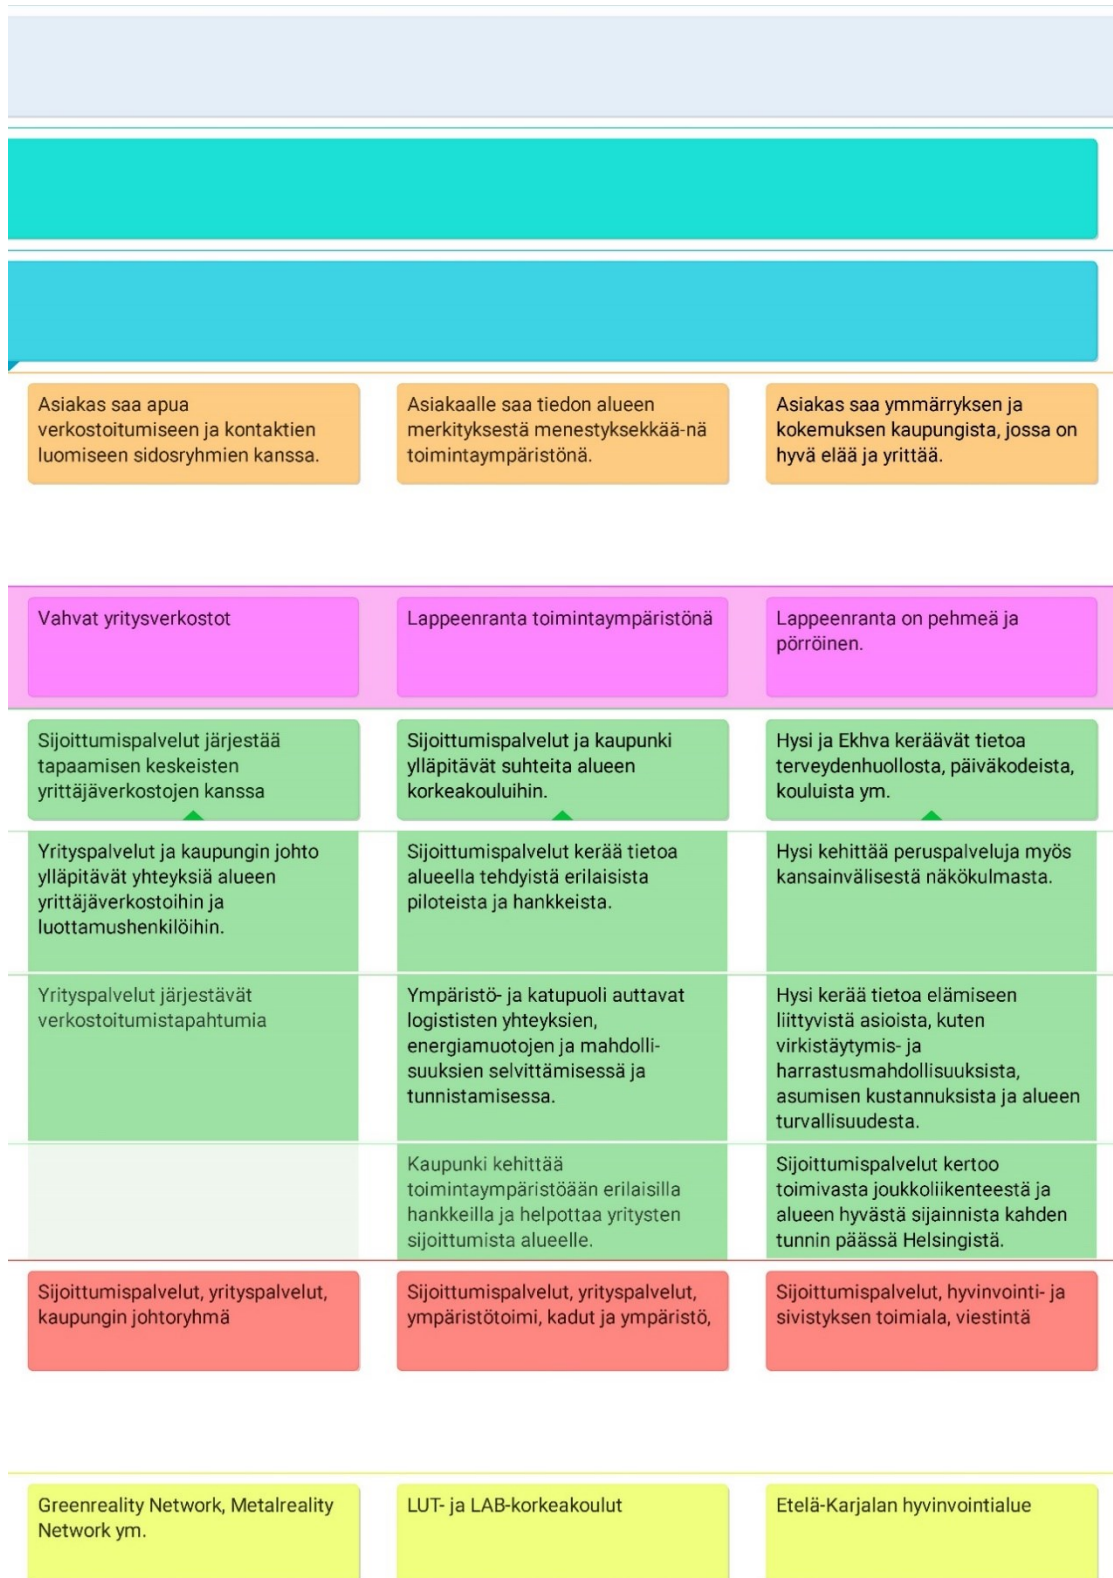 Asiakas saa apua
verkostoitumiseen ja kontaktien
luomiseen sidosryhmien kanssa.
Asiakaalle saa tiedon alueen
merkityksestä menestyksekkää-nä
toimintaympäristönä.
Asiakas saa ymmärryksen ja
kokemuksen kaupungista, jossa on
hyvä elää ja yrittää.
Vahvat yritysverkostot
Lappeenranta toimintaympäristönä
Lappeenranta on pehmeä ja
pörröinen.
Sijoittumispalvelut järjestää
tapaamisen keskeisten
yrittäjäverkostojen kanssa
Sijoittumispalvelut ja kaupunki
ylläpitävät suhteita alueen
korkeakouluihin.
Hysi ja Ekhva keräävät tietoa
terveydenhuollosta, päiväkodeista,
kouluista ym.
Yrityspalvelut ja kaupungin johto
ylläpitävät yhteyksiä alueen
yrittäjäverkostoihin ja
luottamushenkilöihin.
Sijoittumispalvelut kerää tietoa
alueella tehdyistä erilaisista
piloteista ja hankkeista.
Hysi kehittää peruspalveluja myös
kansainvälisestä näkökulmasta.
Yrityspalvelut järjestävät
verkostoitumistapahtumia
Ympäristö- ja katupuoli auttavat
logististen yhteyksien,
energiamuotojen ja mahdolli-
suuksien selvittämisessä ja
tunnistamisessa.
Hysi kerää tietoa elämiseen
liittyvistä asioista, kuten
virkistäytymis- ja
harrastusmahdollisuuksista,
asumisen kustannuksista ja alueen
turvallisuudesta.
Kaupunki kehittää
toimintaympäristöään erilaisilla
hankkeilla ja helpottaa yritysten
sijoittumista alueelle.
Sijoittumispalvelut kertoo
toimivasta joukkoliikenteestä ja
alueen hyvästä sijainnista kahden
tunnin päässä Helsingistä.
Sijoittumispalvelut, yrityspalvelut,
kaupungin johtoryhmä
Sijoittumispalvelut, yrityspalvelut,
ympäristötoimi, kadut ja ympäristö,
Sijoittumispalvelut, hyvinvointi- ja
sivistyksen toimiala, viestintä
Greenreality Network, Metalreality
Network ym.
LUT- ja LAB-korkeakoulut
Etelä-Karjalan hyvinvointialue